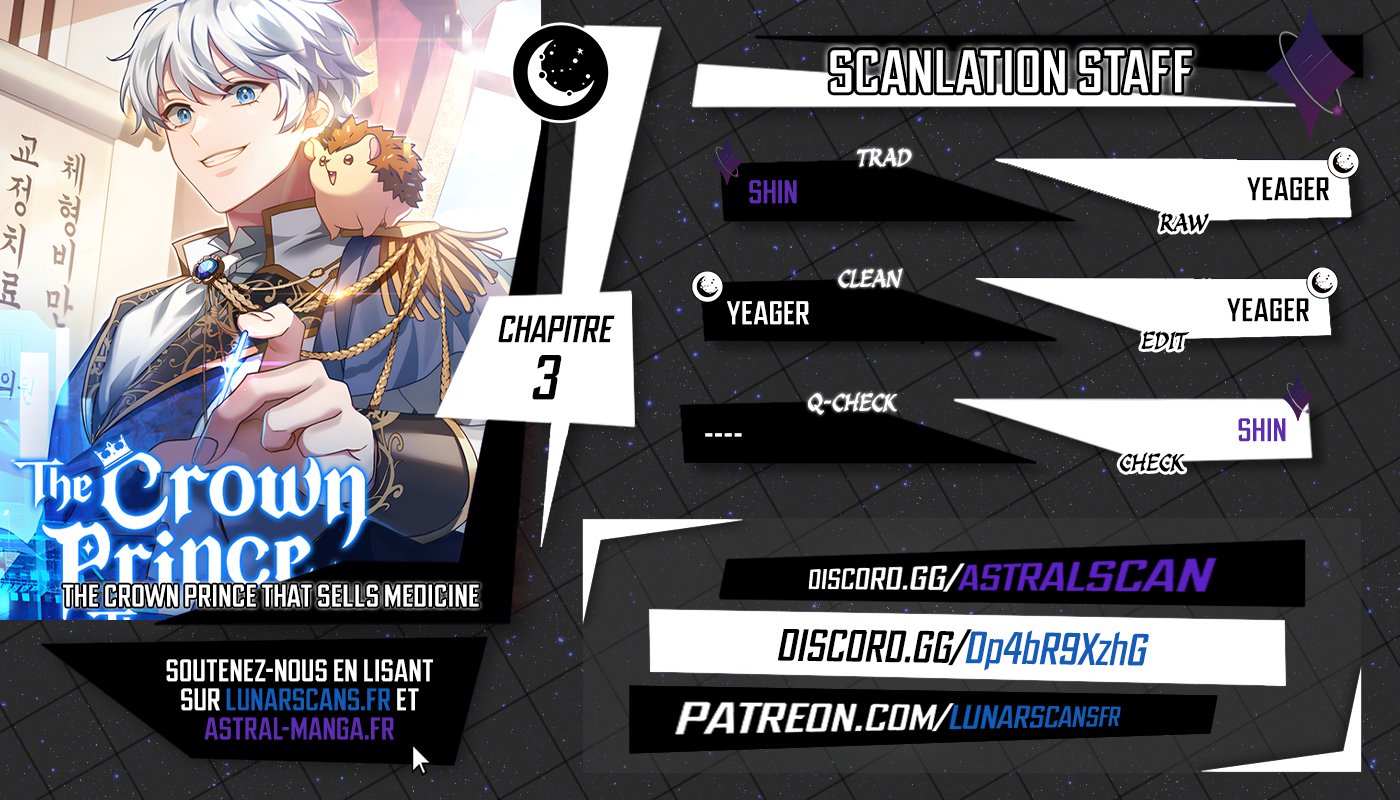 교정치료
체형비만
의원
The Crown
Prince
THE CROWN PRINCE THAT SELLS MEDICINE
CHAPITRE
3
SOUTENEZ-NOUS EN LISANT
SUR LUNARSCANS.FR ET
ASTRAL-MANGA.FR
SCANLATION STAFF
TRAD
SHIN
YEAGER
RAW
CLEAN
YEAGER
YEAGER
EDIT
Q-CHECK
----
SHIN
CHECK
DISCORD.GG/ASTRALSCAN
DISCORD.GG/Dp4bR9XzhG
PATREON.COM/LUNARSCANSFR